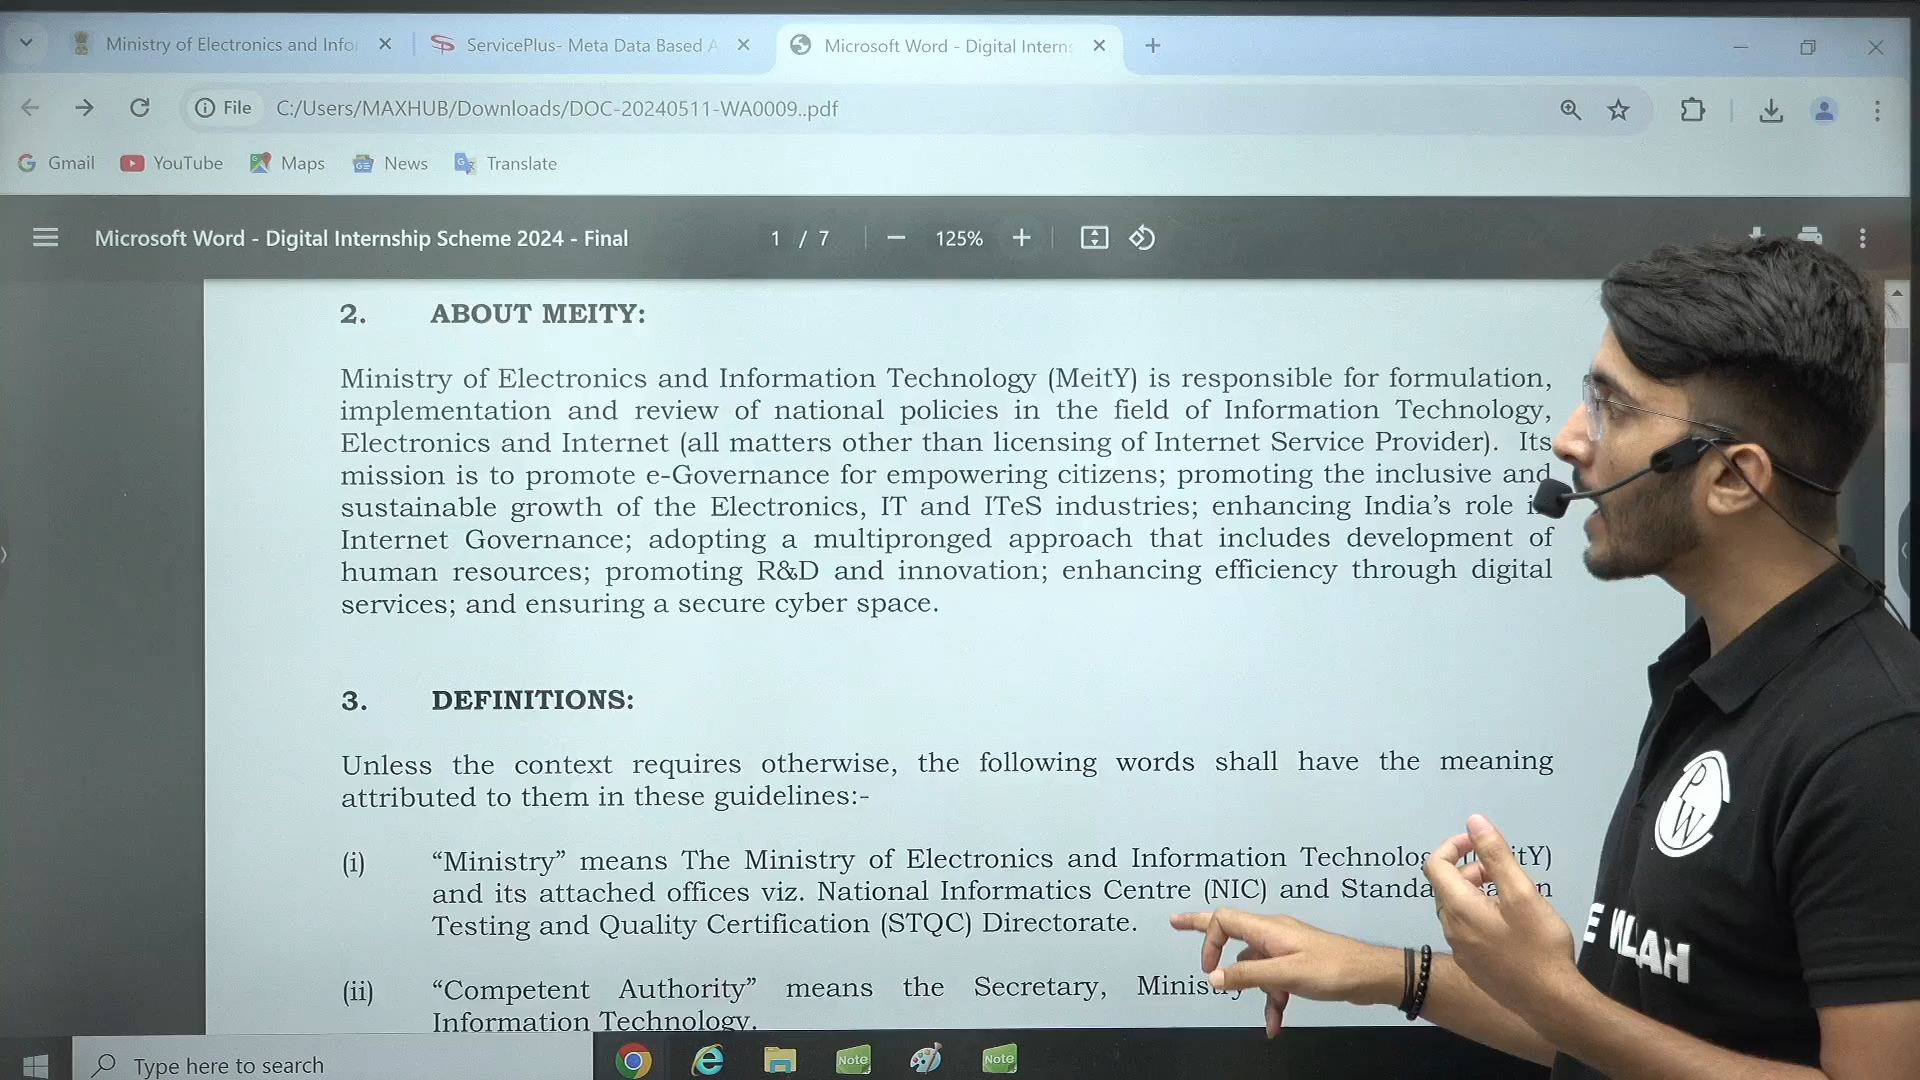 Ministry of Electronics and Infor
ServicePlus- Meta Data Based A
Microsoft Word - Digital Interns
File C:/Users/MAXHUB/Downloads/DOC-20240511-WA0009..pdf
Gmail YouTube Maps News Translate
Microsoft Word - Digital Internship Scheme 2024 - Final 1 / 7 125%
2. ABOUT MEITY:
Ministry of Electronics and Information Technology (MeitY) is responsible for formulation,
implementation and review of national policies in the field of Information Technology,
Electronics and Internet (all matters other than licensing of Internet Service Provider). Its
mission is to promote e-Governance for empowering citizens; promoting the inclusive and
sustainable growth of the Electronics, IT and ITeS industries; enhancing India's role
Internet Governance; adopting a multipronged approach that includes development of
human resources; promoting R&D and innovation; enhancing efficiency through digital
services; and ensuring a secure cyber space.
3. DEFINITIONS:
Unless the context requires otherwise, the following words shall have the meaning
attributed to them in these guidelines:-
(i) “Ministry” means The Ministry of Electronics and Information Technolog
and its attached offices viz. National Informatics Centre (NIC) and Standa
Testing and Quality Certification (STQC) Directorate.
(ii) “Competent Authority” means the Secretary, Ministry
Information Technology.
PW
E WLAH
Type here to search
Note
Note